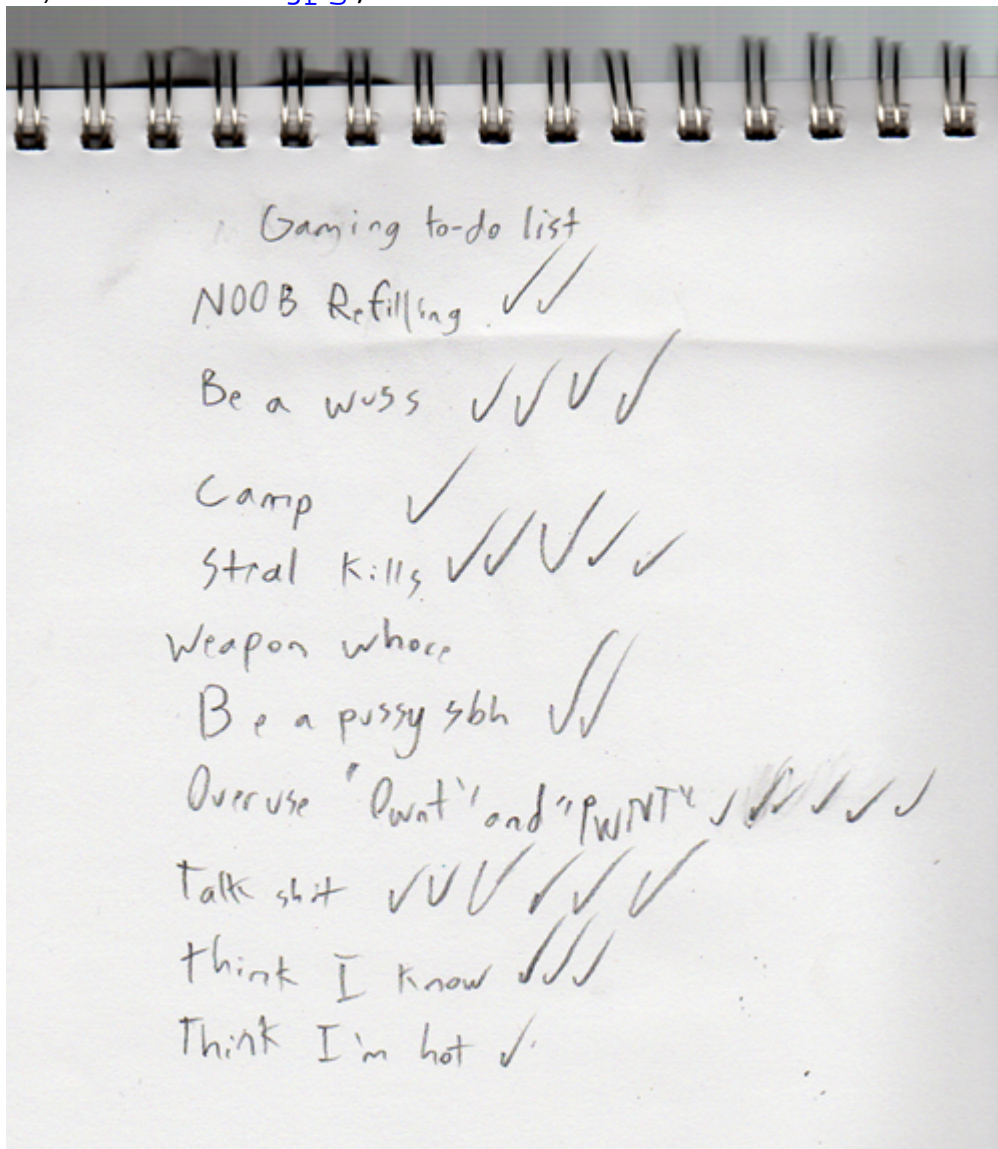 Gaming to-do list
NOOB Refilling ✓✓
Be a wuss ✓✓✓✓
Camp ✓
Steal Kills ✓✓✓✓✓
Weapon whore
Be a pussy sbh ✓✓
Overuse "Pwnt" and "PWNT" ✓✓✓✓✓✓
Talk shit ✓✓✓✓✓✓
think I know ✓✓✓
Think I'm hot ✓